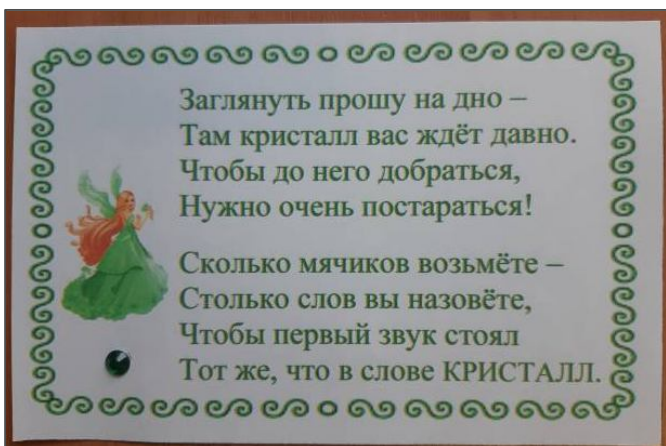 Заглянуть прошу на дно –
Там кристалл вас ждёт давно.
Чтобы до него добраться,
Нужно очень постараться!
Сколько мячиков возьмёте –
Столько слов вы назовёте,
Чтобы первый звук стоял
Тот же, что в слове КРИСТАЛЛ.